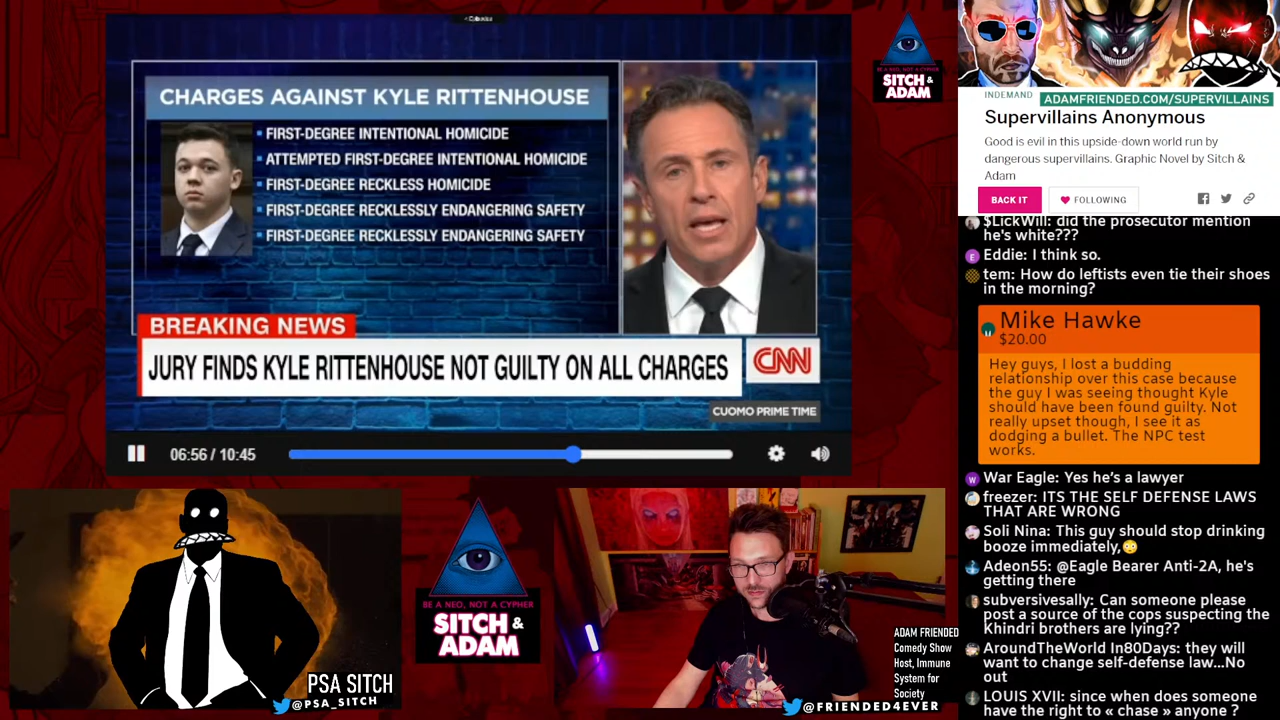 CHARGES AGAINST KYLE RITTENHOUSE
FIRST-DEGREE INTENTIONAL HOMICIDE
ATTEMPTED FIRST-DEGREE INTENTIONAL HOMICIDE
FIRST-DEGREE RECKLESS HOMICIDE
FIRST-DEGREE RECKLESSLY ENDANGERING SAFETY
FIRST-DEGREE RECKLESSLY ENDANGERING SAFETY
BREAKING NEWS
JURY FINDS KYLE RITTENHOUSE NOT GUILTY ON ALL CHARGES
CNN
CUOMO PRIME TIME
06:56 / 10:45
BE A NEO, NOT A CYPHER
SITCH &
ADAM
INDEMAND
ADAMFRIENDED.COM/SUPERVILLAINS
Supervillains Anonymous
Good is evil in this upside-down world run by
dangerous supervillains. Graphic Novel by Sitch &
Adam
BACK IT
FOLLOWING
$LickWill: did the prosecutor mention
he's white???
Eddie: I think so.
tem: How do leftists even tie their shoes
in the morning?
Mike Hawke
$20.00
Hey guys, I lost a budding
relationship over this case because
the guy I was seeing thought Kyle
should have been found guilty. Not
really upset though, I see it as
dodging a bullet. The NPC test
works.
War Eagle: Yes he's a lawyer
freezer: ITS THE SELF DEFENSE LAWS
THAT ARE WRONG
Soli Nina: This guy should stop drinking
booze immediately,😳
Adeon55: @Eagle Bearer Anti-2A, he's
getting there
subversivesally: Can someone please
post a source of the cops suspecting the
Khindri brothers are lying??
AroundTheWorld In80Days: they will
want to change self-defense law...No
out
LOUIS XVII: since when does someone
have the right to « chase » anyone ?
PSA SITCH
@PSA_SITCH
BE A NEO, NOT A CYPHER
SITCH &
ADAM
ADAM FRIENDED
Comedy Show
Host, Immune
System for
Society
@FRIENDED4EVER